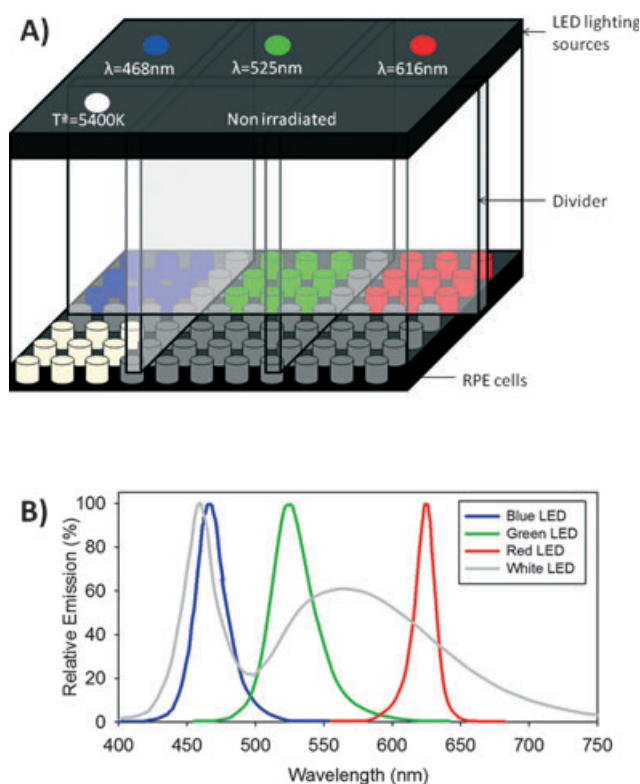 A)
LED lighting
sources
λ=468nm
λ=525nm
λ=616nm
Tª=5400K
Non irradiated
Divider
RPE cells
B)
Relative Emission (%)
100
80
60
40
20
0
Blue LED
Green LED
Red LED
White LED
400
450
500
550
600
650
700
750
Wavelength (nm)